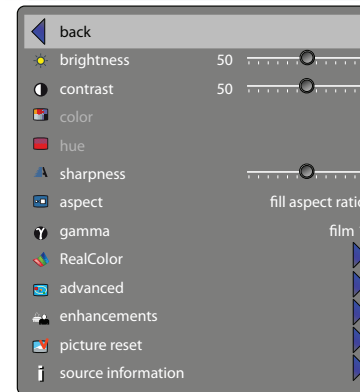 back
brightness 50
contrast 50
color
hue
sharpness
aspect fill aspect
gamma film
RealColor
advanced
enhancements
picture reset
source information